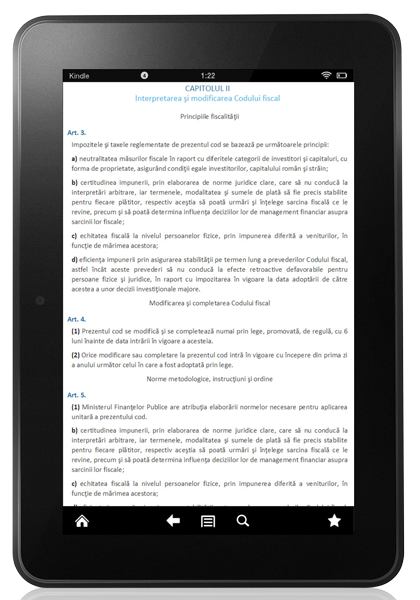 Kindle 4 1:22
CAPITOLUL II
Interpretarea şi modificarea Codului fiscal
Principiile fiscalităţii
Art. 3.
Impozitele şi taxele reglementate de prezentul cod se bazează pe următoarele principii:
a) neutralitatea măsurilor fiscale în raport cu diferitele categorii de investitori şi capitaluri, cu
forma de proprietate, asigurând condiţii egale investitorilor, capitalului român şi străin;
b) certitudinea impunerii, prin elaborarea de norme juridice clare, care să nu conducă la
interpretări arbitrare, iar termenele, modalitatea şi sumele de plată să fie precis stabilite
pentru fiecare plătitor, respectiv aceştia să poată urmări şi înţelege sarcina fiscală ce le
revine, precum şi să poată determina influenţa deciziilor lor de management financiar asupra
sarcinii lor fiscale;
c) echitatea fiscală la nivelul persoanelor fizice, prin impunerea diferită a veniturilor, în
funcţie de mărimea acestora;
d) eficienţa impunerii prin asigurarea stabilităţii pe termen lung a prevederilor Codului fiscal,
astfel încât aceste prevederi să nu conducă la efecte retroactive defavorabile pentru
persoane fizice şi juridice, în raport cu impozitarea în vigoare la data adoptării de către
acestea a unor decizii investiţionale majore.
Modificarea şi completarea Codului fiscal
Art. 4.
(1) Prezentul cod se modifică şi se completează numai prin lege, promovată, de regulă, cu 6
luni înainte de data intrării în vigoare a acesteia.
(2) Orice modificare sau completare la prezentul cod intră în vigoare cu începere din prima zi
a anului următor celui în care a fost adoptată prin lege.
Norme metodologice, instrucţiuni şi ordine
Art. 5.
(1) Ministerul Finanţelor Publice are atribuţia elaborării normelor necesare pentru aplicarea
unitară a prezentului cod.
b) certitudinea impunerii, prin elaborarea de norme juridice clare, care să nu conducă la
interpretări arbitrare, iar termenele, modalitatea şi sumele de plată să fie precis stabilite
pentru fiecare plătitor, respectiv aceştia să poată urmări şi înţelege sarcina fiscală ce le
revine, precum şi să poată determina influenţa deciziilor lor de management financiar asupra
sarcinii lor fiscale;
c) echitatea fiscală la nivelul persoanelor fizice, prin impunerea diferită a veniturilor, în
funcţie de mărimea acestora;